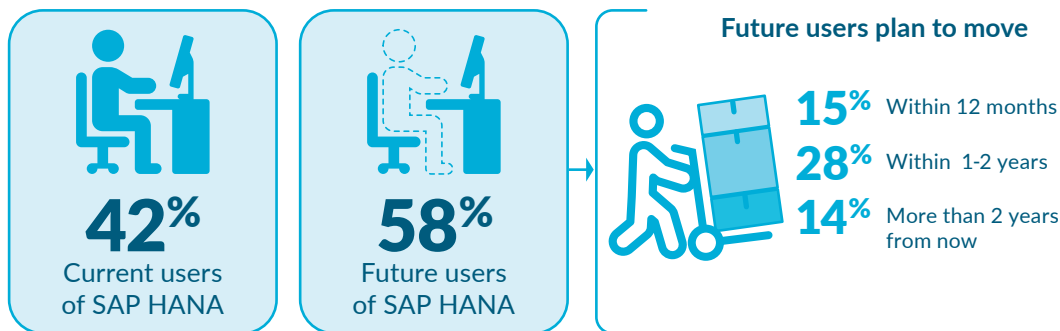 42%
Current users
of SAP HANA
58%
Future users
of SAP HANA
Future users plan to move
15% Within 12 months
28% Within 1-2 years
14% More than 2 years
from now